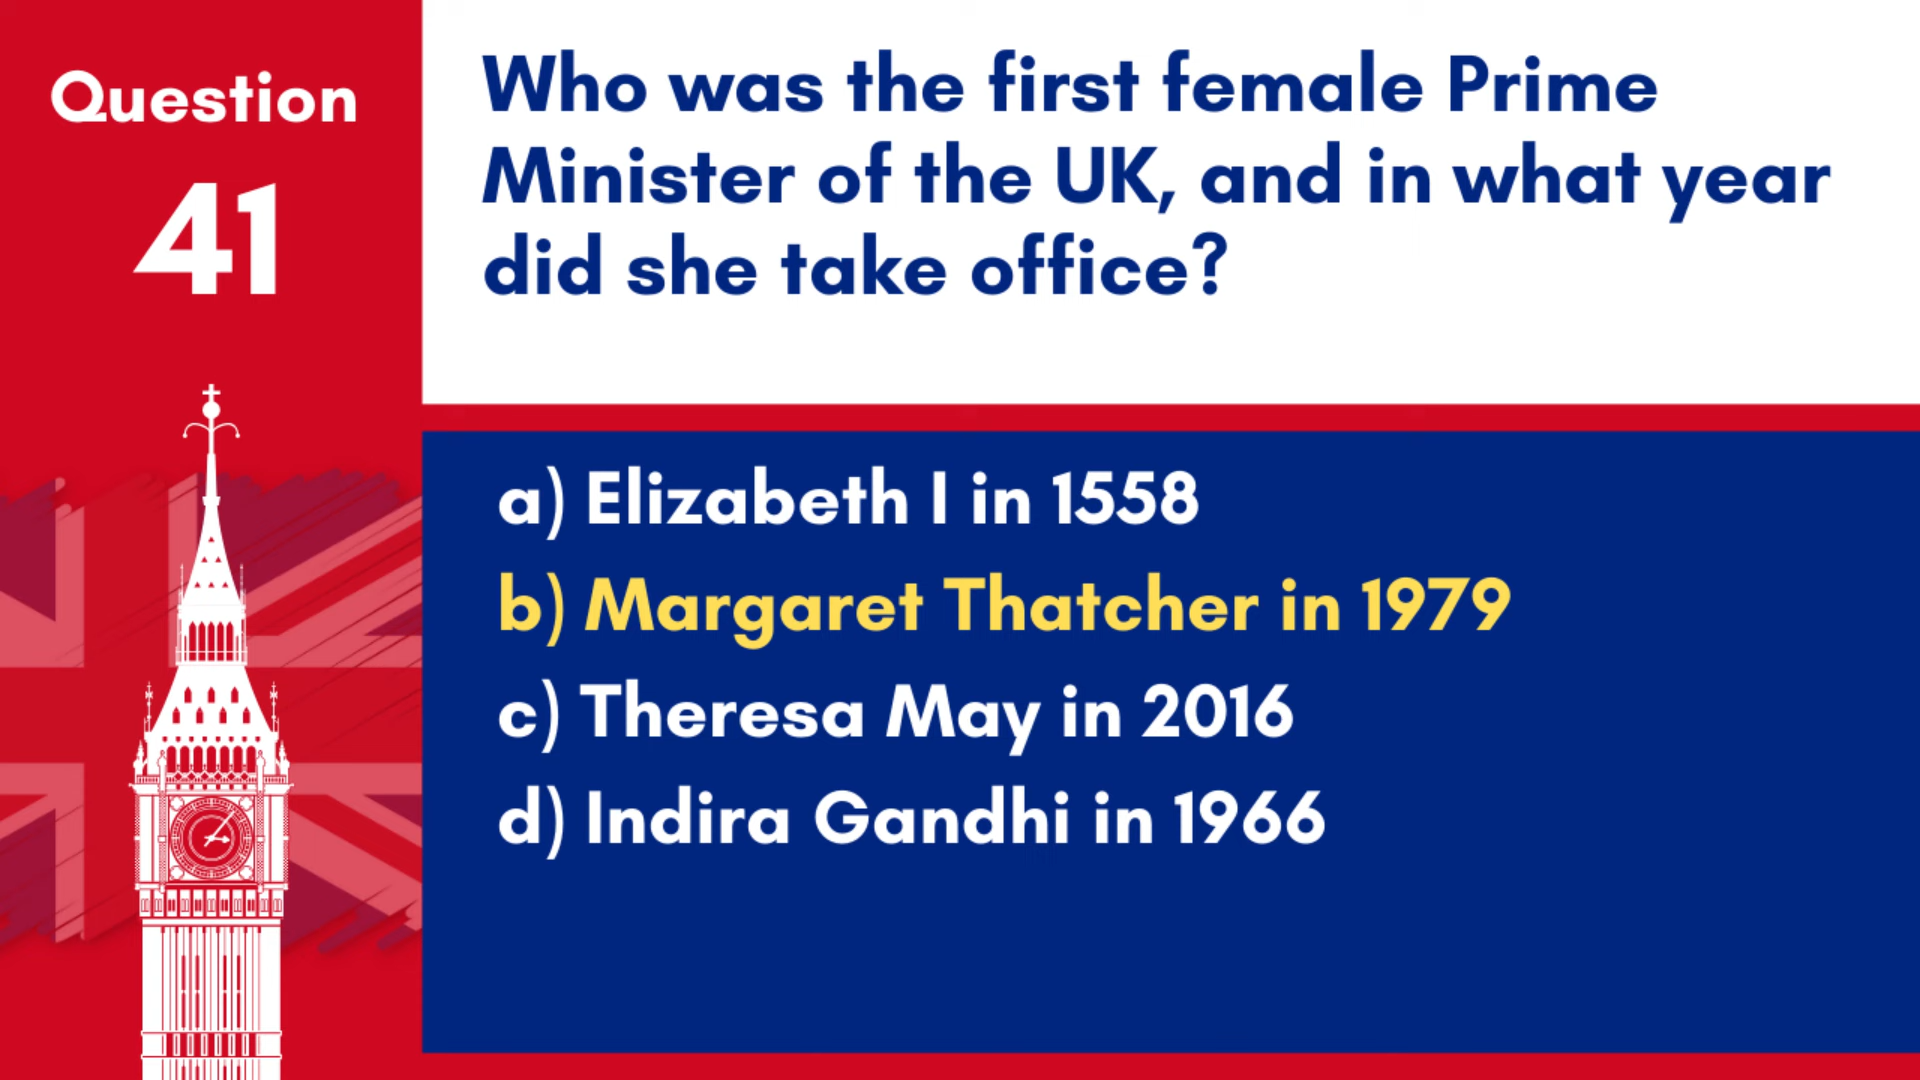 Question
41
Who was the first female Prime
Minister of the UK, and in what year
did she take office?
a) Elizabeth I in 1558
b) Margaret Thatcher in 1979
c) Theresa May in 2016
d) Indira Gandhi in 1966